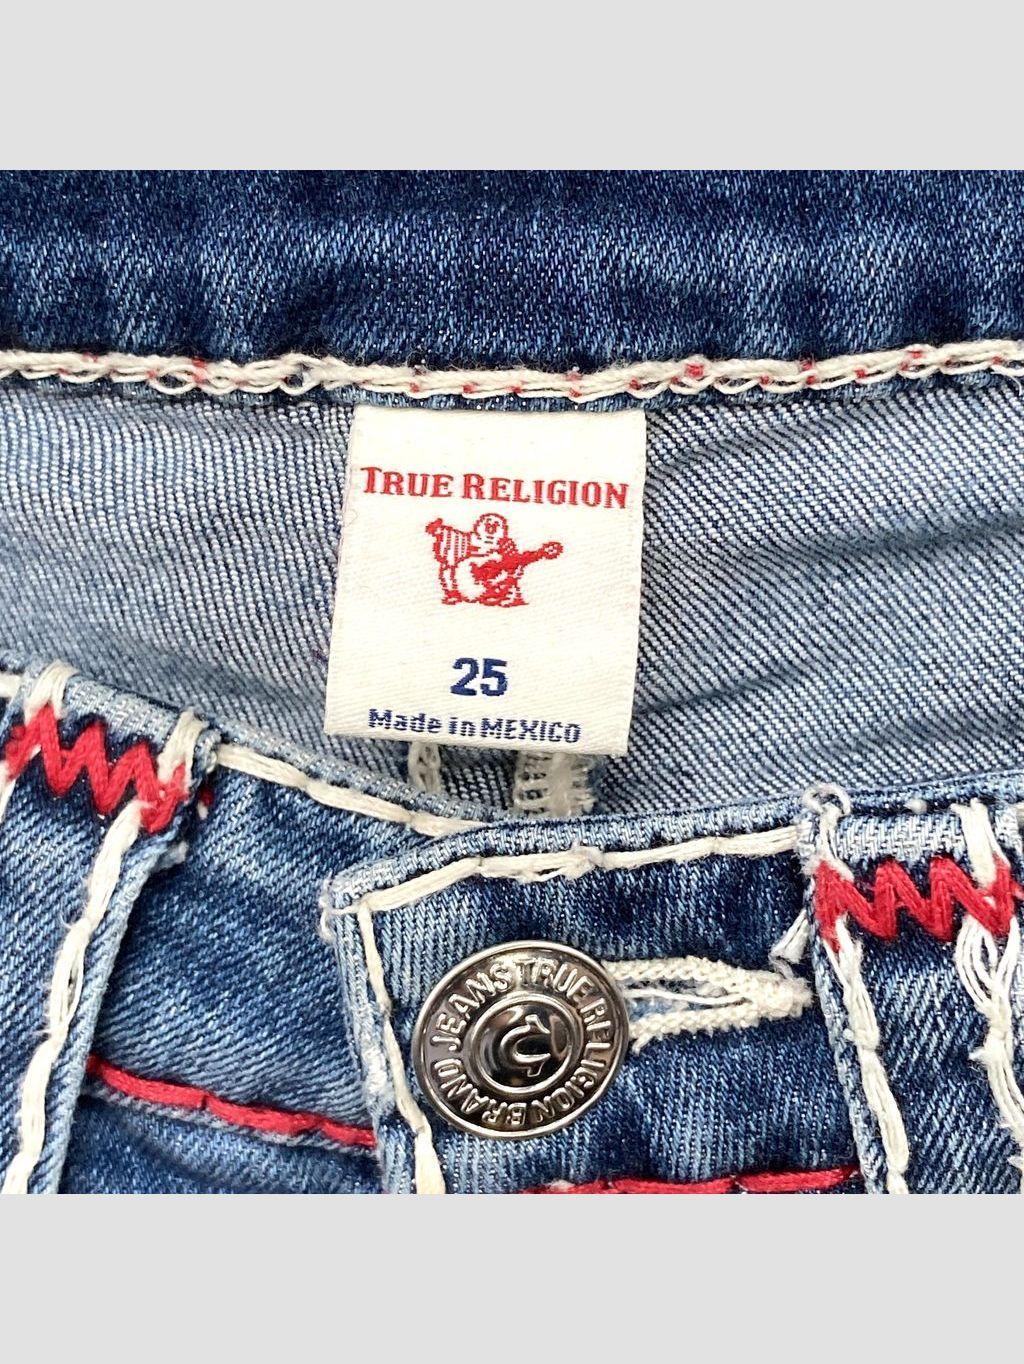 TRUE RELIGION
25
Made in MEXICO
TRUE RELIGION BRAND JEANS